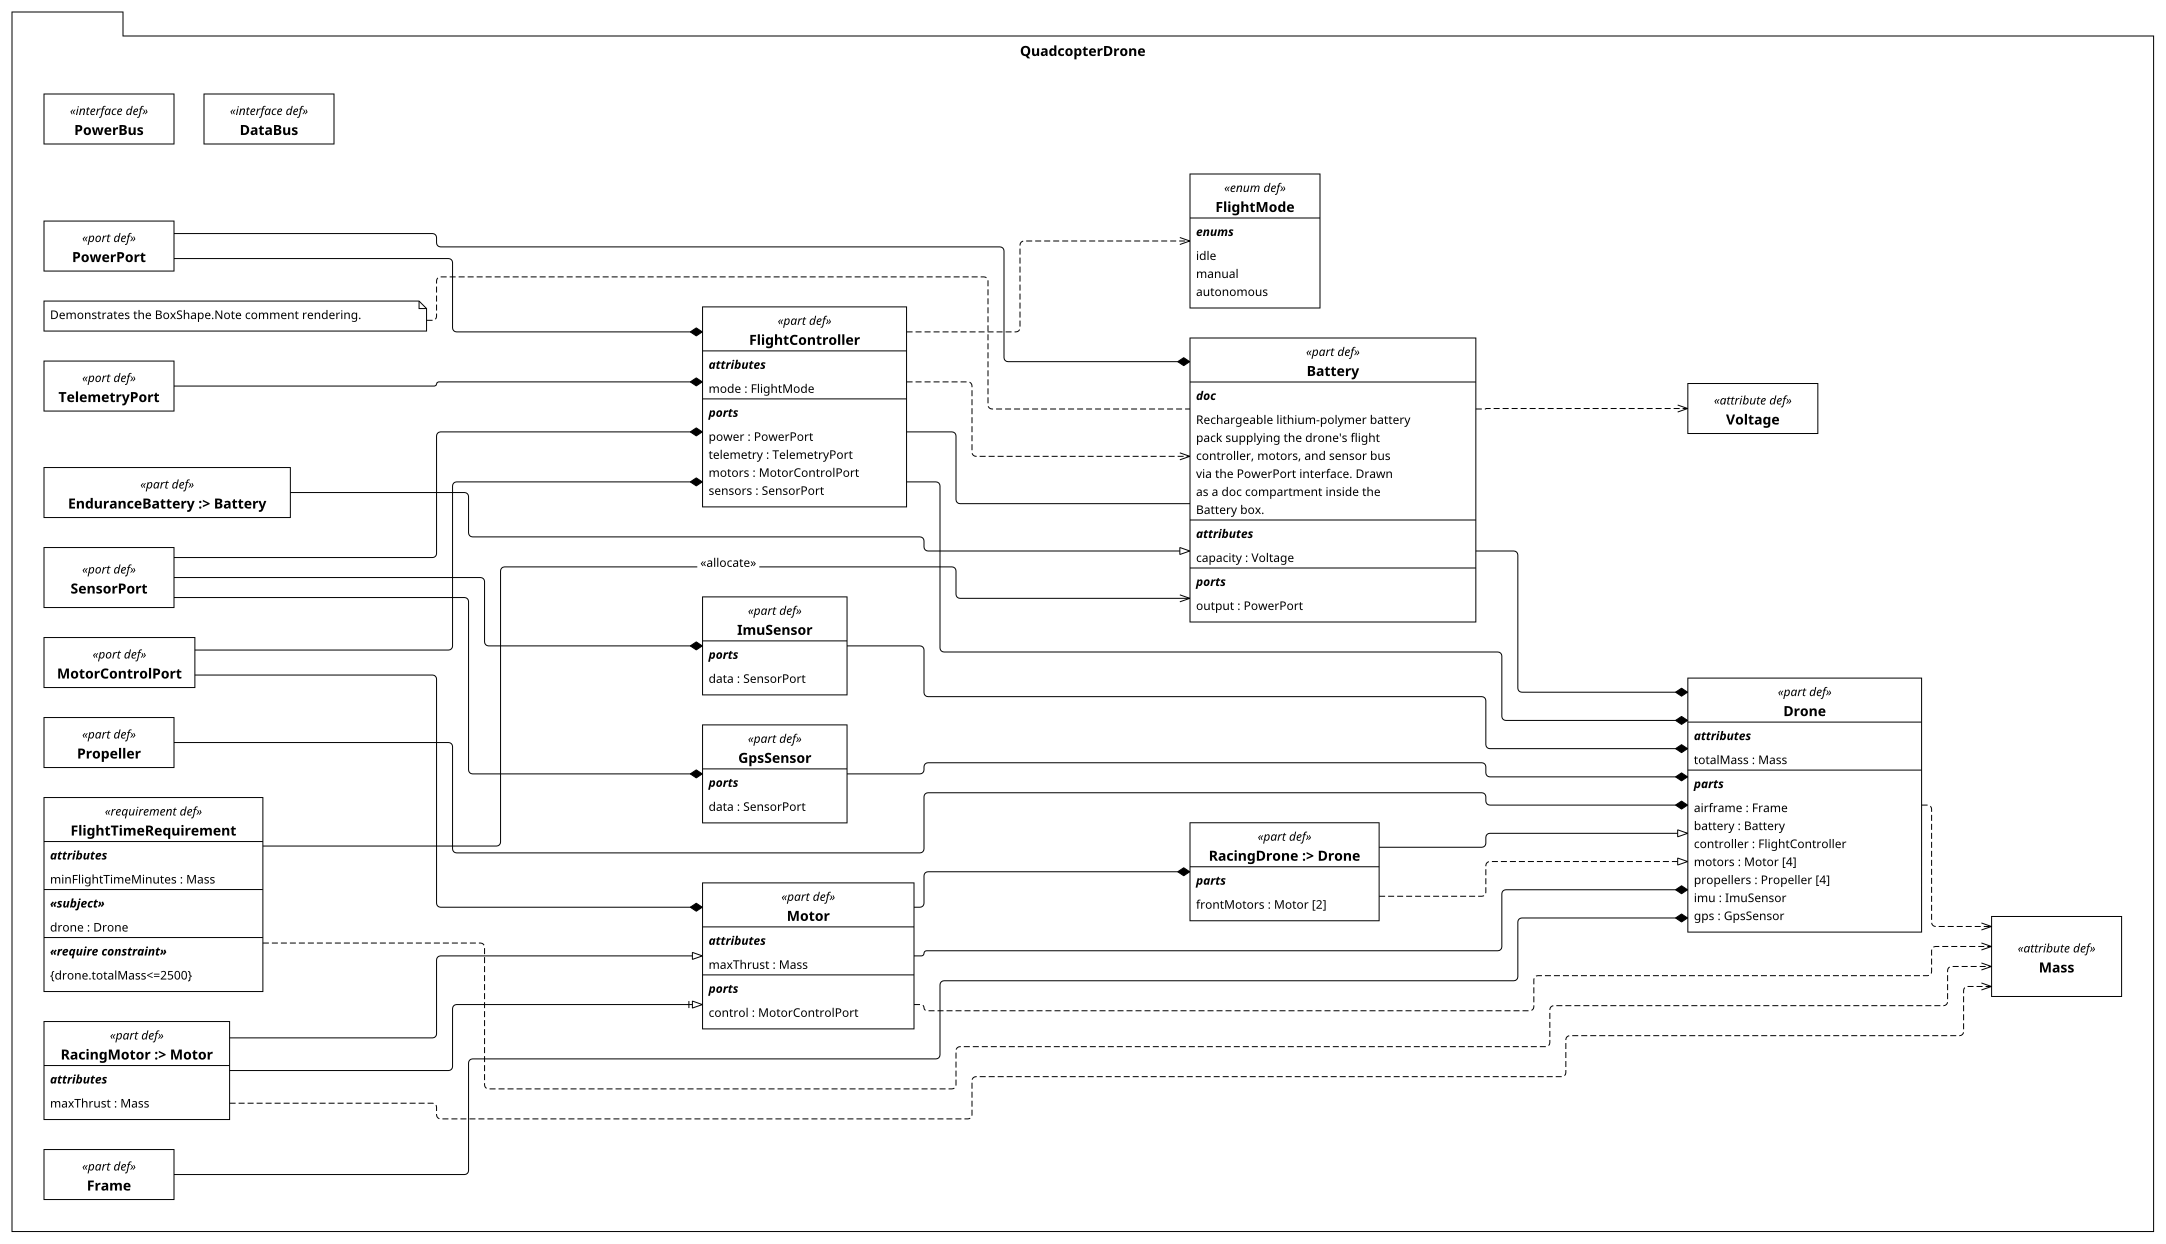 QuadcopterDrone
«interface def»
PowerBus
«interface def»
DataBus
«enum def»
FlightMode
enums
idle
manual
autonomous
«port def»
PowerPort
Demonstrates the BoxShape.Note comment rendering.
«port def»
TelemetryPort
«part def»
FlightController
attributes
mode : FlightMode
ports
power : PowerPort
telemetry : TelemetryPort
motors : MotorControlPort
sensors : SensorPort
«part def»
Battery
doc
Rechargeable lithium-polymer battery
pack supplying the drone's flight
controller, motors, and sensor bus
via the PowerPort interface. Drawn
as a doc compartment inside the
Battery box.
attributes
capacity : Voltage
ports
output : PowerPort
«attribute def»
Voltage
«part def»
EnduranceBattery :> Battery
«port def»
SensorPort
«allocate»
«part def»
ImuSensor
ports
data : SensorPort
«port def»
MotorControlPort
«part def»
Propeller
«part def»
GpsSensor
ports
data : SensorPort
«part def»
Drone
attributes
totalMass : Mass
parts
airframe : Frame
battery : Battery
controller : FlightController
motors : Motor [4]
propellers : Propeller [4]
imu : ImuSensor
gps : GpsSensor
«requirement def»
FlightTimeRequirement
attributes
minFlightTimeMinutes : Mass
«subject»
drone : Drone
«require constraint»
{drone.totalMass<=2500}
«part def»
RacingDrone :> Drone
parts
frontMotors : Motor [2]
«part def»
Motor
attributes
maxThrust : Mass
ports
control : MotorControlPort
«attribute def»
Mass
«part def»
RacingMotor :> Motor
attributes
maxThrust : Mass
«part def»
Frame